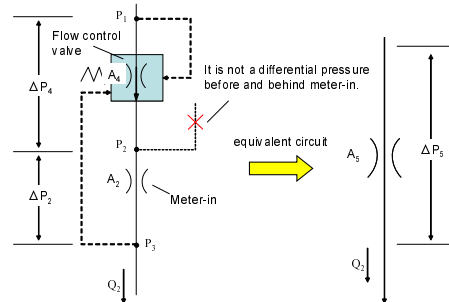 P1
Flow control
valve
A4
ΔP4
It is not a differential pressure
before and behind meter-in.
P2
equivalent circuit
A5
ΔP5
A2
ΔP2
Meter-in
P3
Q2
Q2